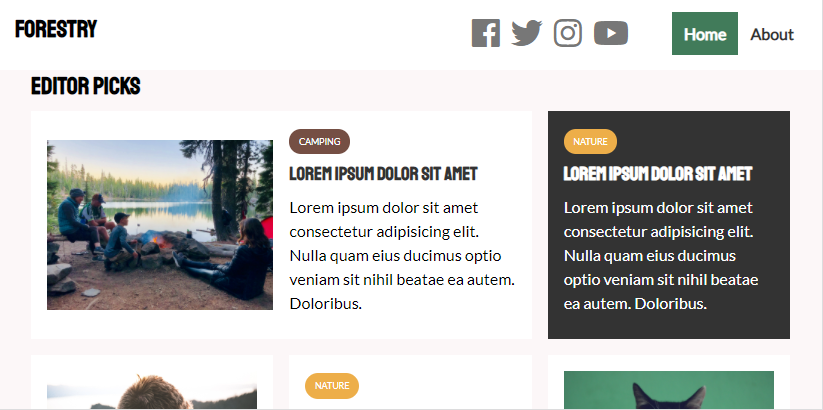 FORESTRY
Home
About
EDITOR PICKS
CAMPING
LOREM IPSUM DOLOR SIT AMET
Lorem ipsum dolor sit amet
consectetur adipisicing elit.
Nulla quam eius ducimus optio
veniam sit nihil beatae ea autem.
Doloribus.
NATURE
LOREM IPSUM DOLOR SIT AMET
Lorem ipsum dolor sit amet
consectetur adipisicing elit.
Nulla quam eius ducimus
optio veniam sit nihil beatae
ea autem. Doloribus.
NATURE